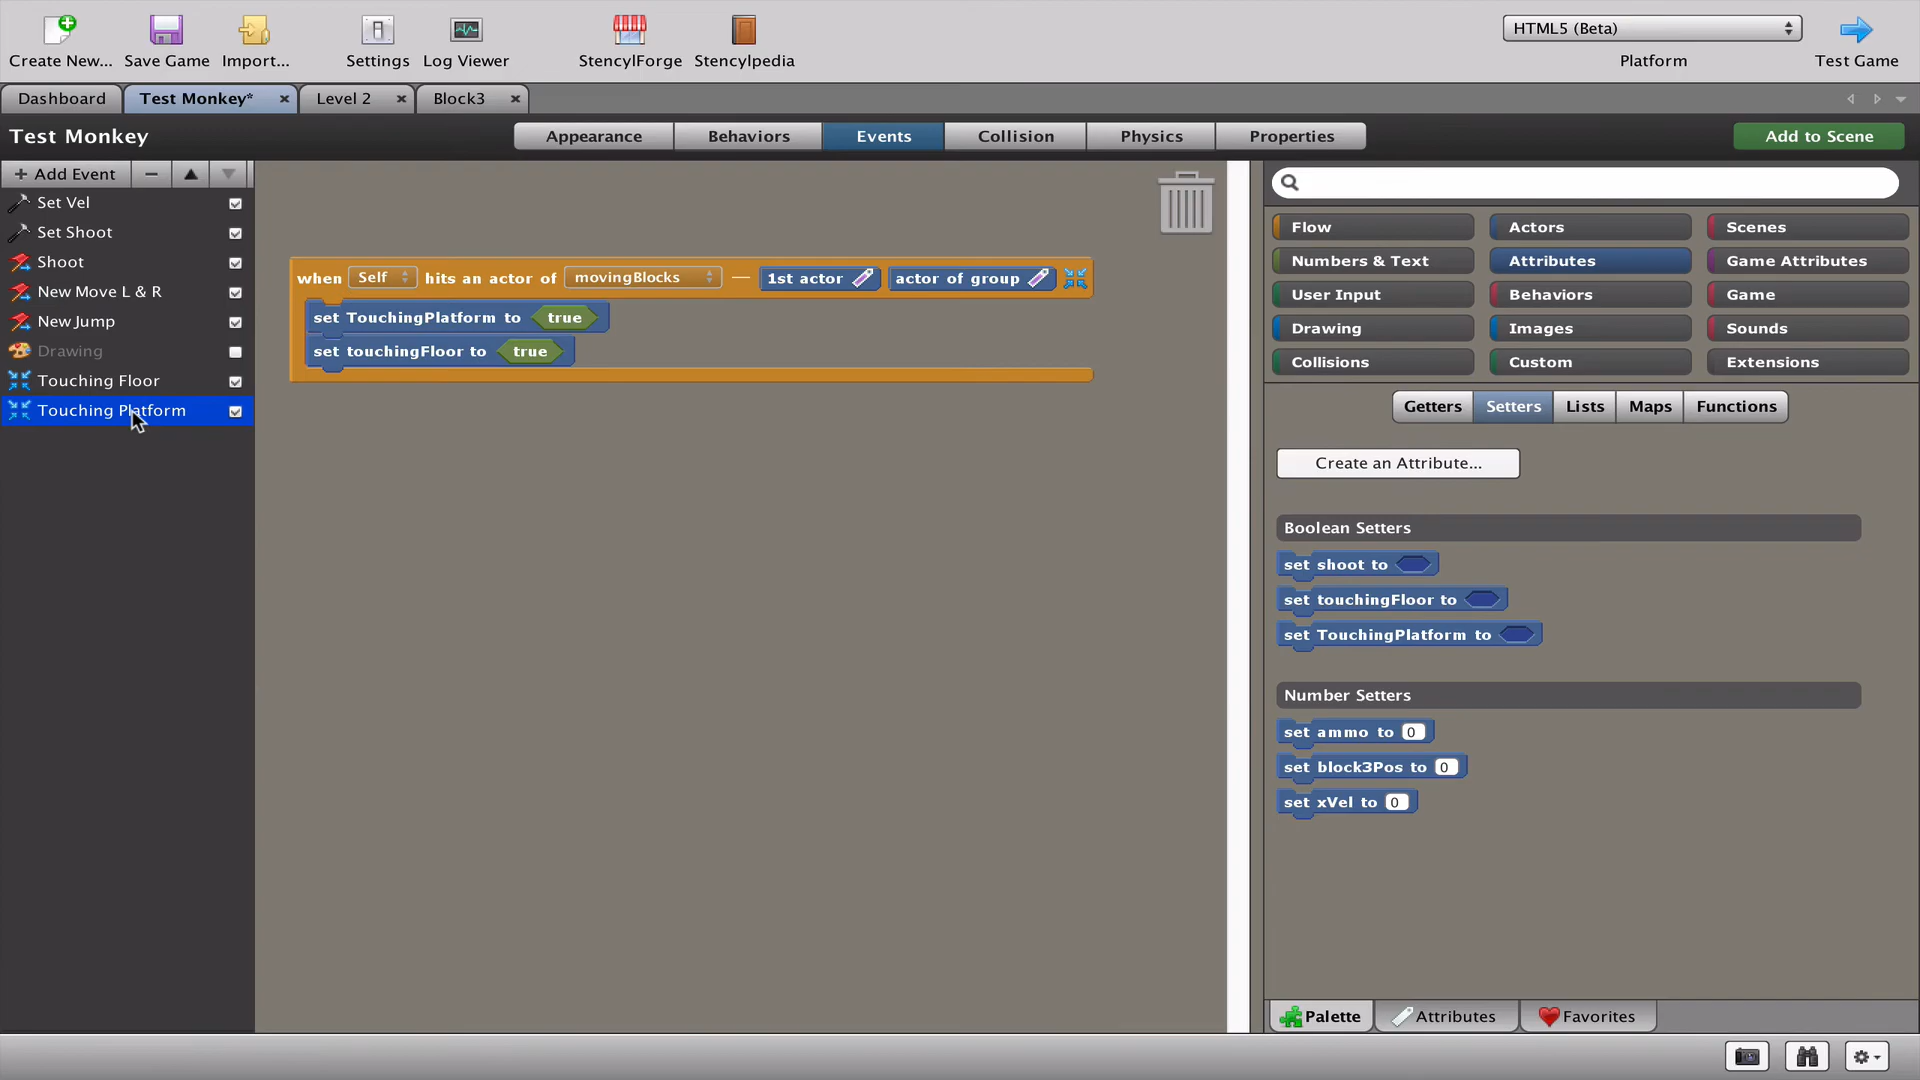 Create New... Save Game Import... Settings Log Viewer StencylForge Stencylpedia HTML5 (Beta) Platform Test Game
Dashboard Test Monkey* Level 2 Block3
Test Monkey Appearance Behaviors Events Collision Physics Properties Add to Scene
+ Add Event
Set Vel
Set Shoot
Shoot
New Move L & R
New Jump
Drawing
Touching Floor
Touching Platform
when Self hits an actor of movingBlocks — 1st actor actor of group
set TouchingPlatform to true
set touchingFloor to true
Flow Actors Scenes
Numbers & Text Attributes Game Attributes
User Input Behaviors Game
Drawing Images Sounds
Collisions Custom Extensions
Getters Setters Lists Maps Functions
Create an Attribute...
Boolean Setters
set shoot to
set touchingFloor to
set TouchingPlatform to
Number Setters
set ammo to 0
set block3Pos to 0
set xVel to 0
Palette Attributes Favorites